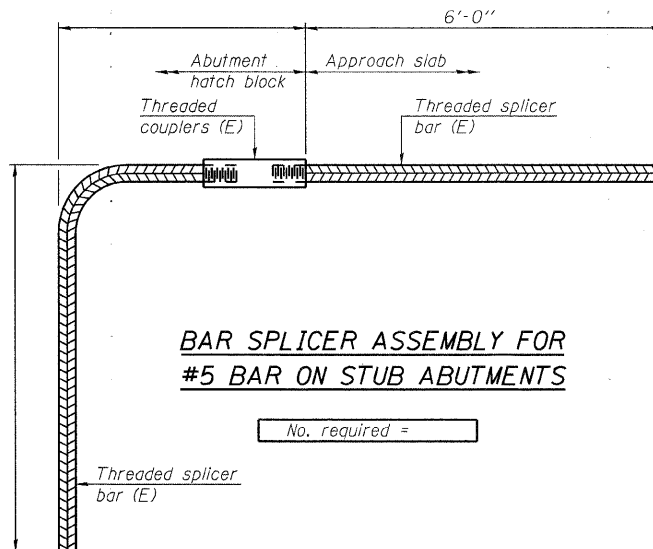 6'-0"
Abutment
hatch block
Approach slab
Threaded
couplers (E)
Threaded splicer
bar (E)
BAR SPLICER ASSEMBLY FOR
#5 BAR ON STUB ABUTMENTS
No. required =
Threaded splicer
bar (E)